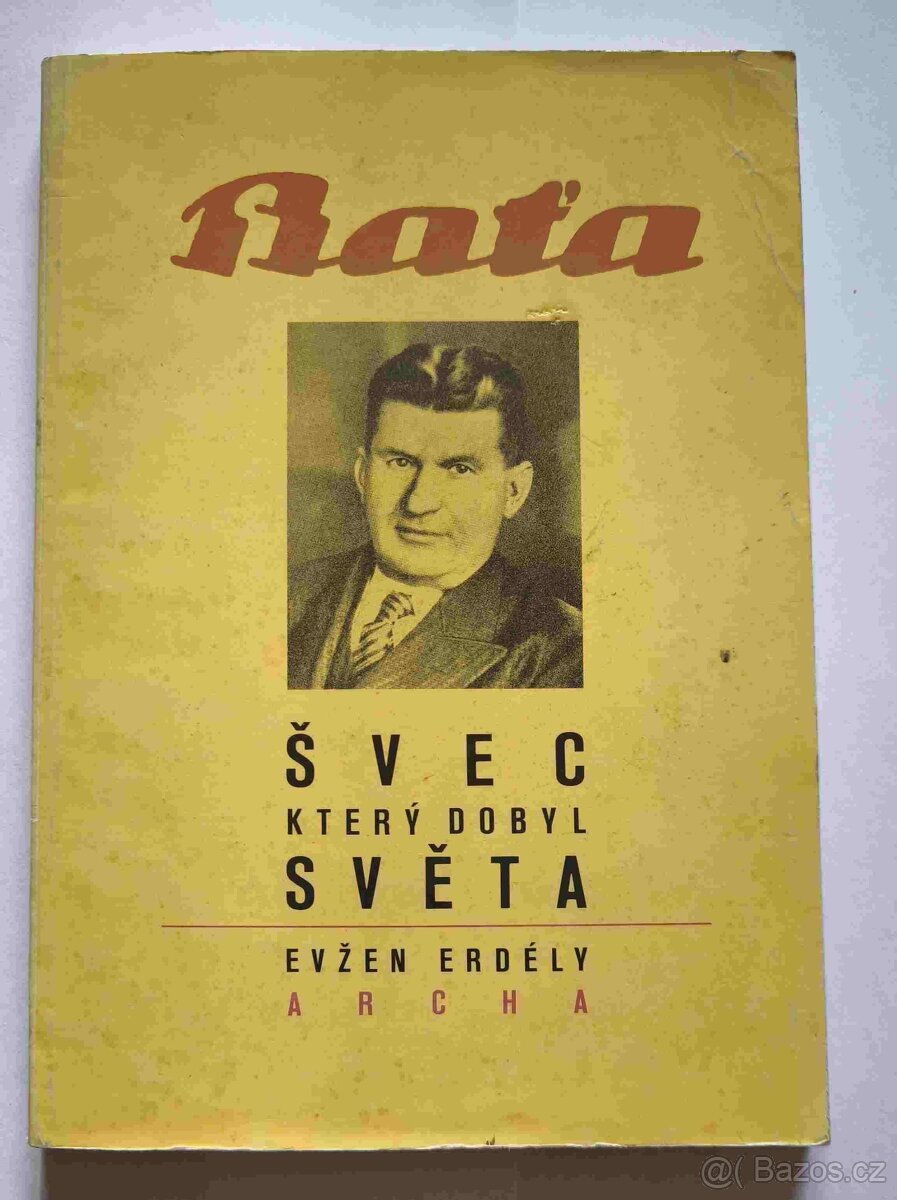 Baťa
ŠVEC
KTERÝ DOBYL
SVĚTA
EVŽEN ERDÉLY
ARCHA
@( Bazos.cz